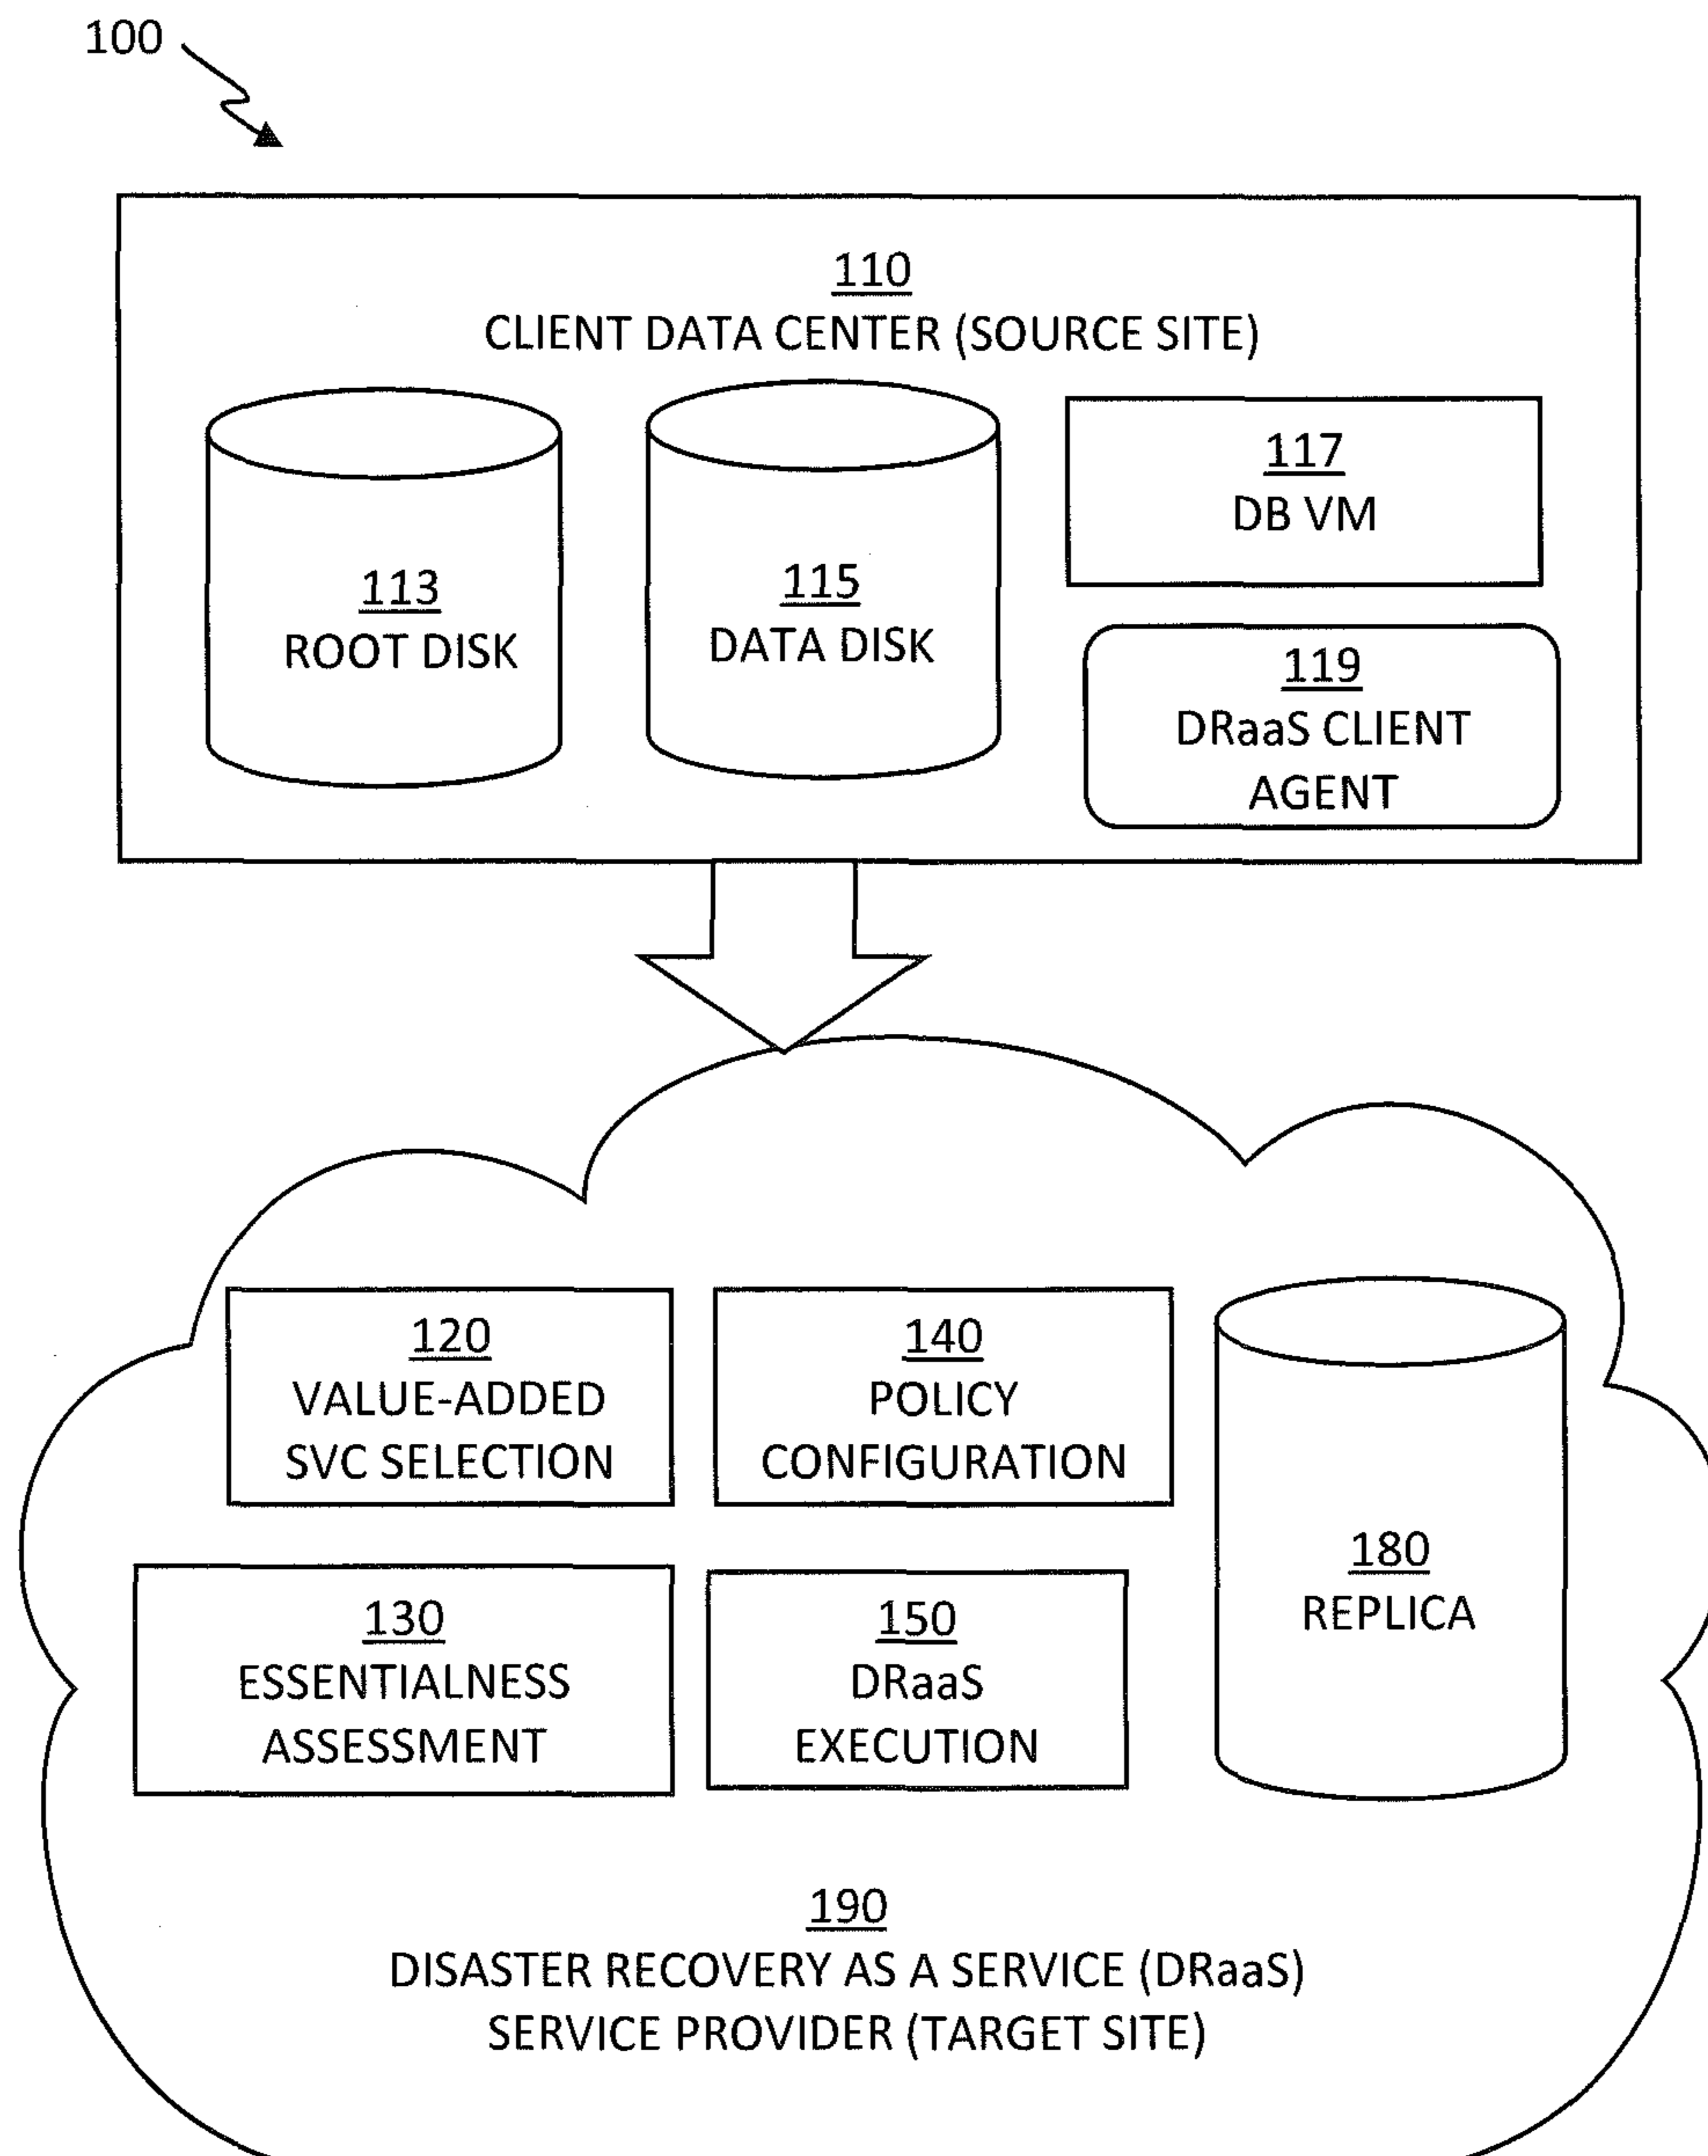 100
110
CLIENT DATA CENTER (SOURCE SITE)
113
ROOT DISK
115
DATA DISK
117
DB VM
119
DRaaS CLIENT
AGENT
120
VALUE-ADDED
SVC SELECTION
140
POLICY
CONFIGURATION
130
ESSENTIALNESS
ASSESSMENT
150
DRaaS
EXECUTION
180
REPLICA
190
DISASTER RECOVERY AS A SERVICE (DRaaS)
SERVICE PROVIDER (TARGET SITE)